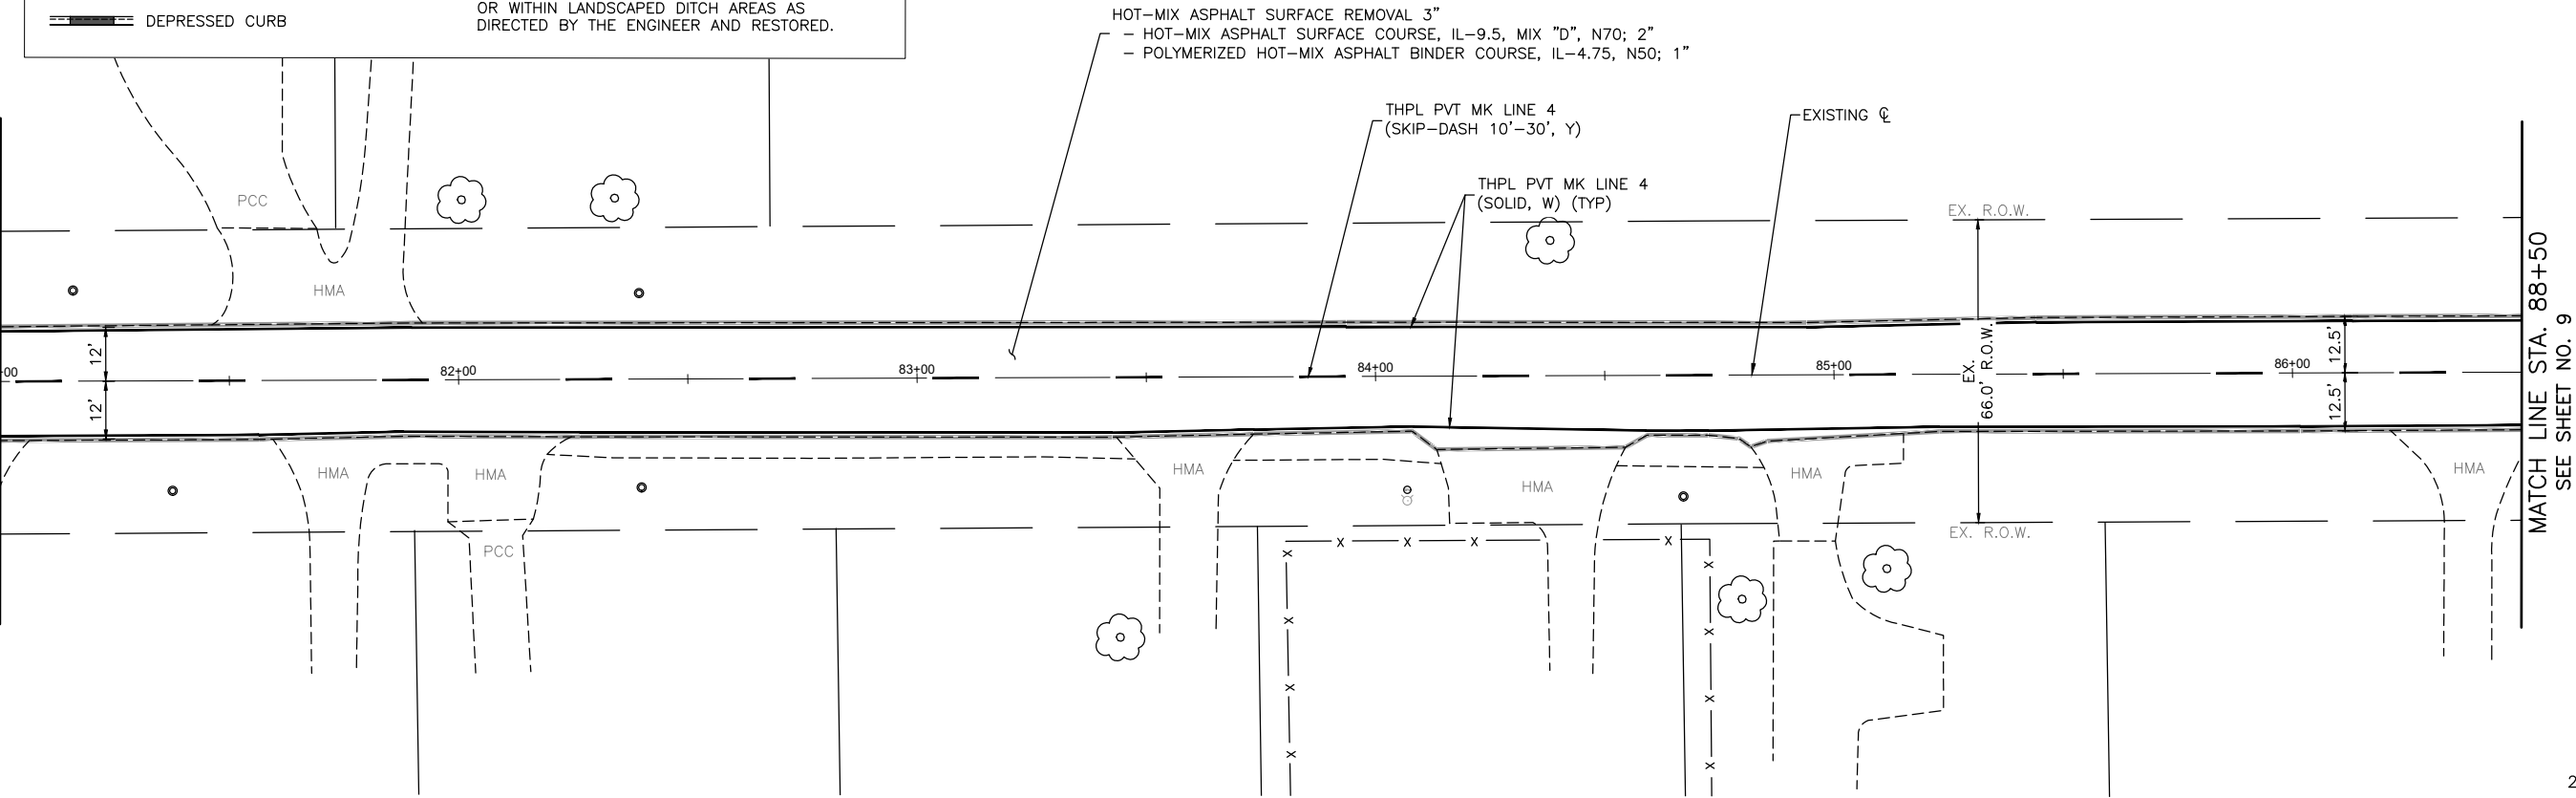 DEPRESSED CURB
OR WITHIN LANDSCAPED DITCH AREAS AS
DIRECTED BY THE ENGINEER AND RESTORED.
HOT-MIX ASPHALT SURFACE REMOVAL 3"
- HOT-MIX ASPHALT SURFACE COURSE, IL-9.5, MIX "D", N70; 2"
- POLYMERIZED HOT-MIX ASPHALT BINDER COURSE, IL-4.75, N50; 1"
THPL PVT MK LINE 4
(SKIP-DASH 10'-30', Y)
EXISTING ℄
THPL PVT MK LINE 4
(SOLID, W) (TYP)
PCC
EX. R.O.W.
HMA
12'
12'
00
82+00
83+00
84+00
85+00
86+00
EX.
66.0' R.O.W.
12.5'
12.5'
MATCH LINE STA. 88+50
SEE SHEET NO. 9
HMA
HMA
HMA
HMA
HMA
HMA
PCC
EX. R.O.W.
X X X X
X X X X
X X X X
2